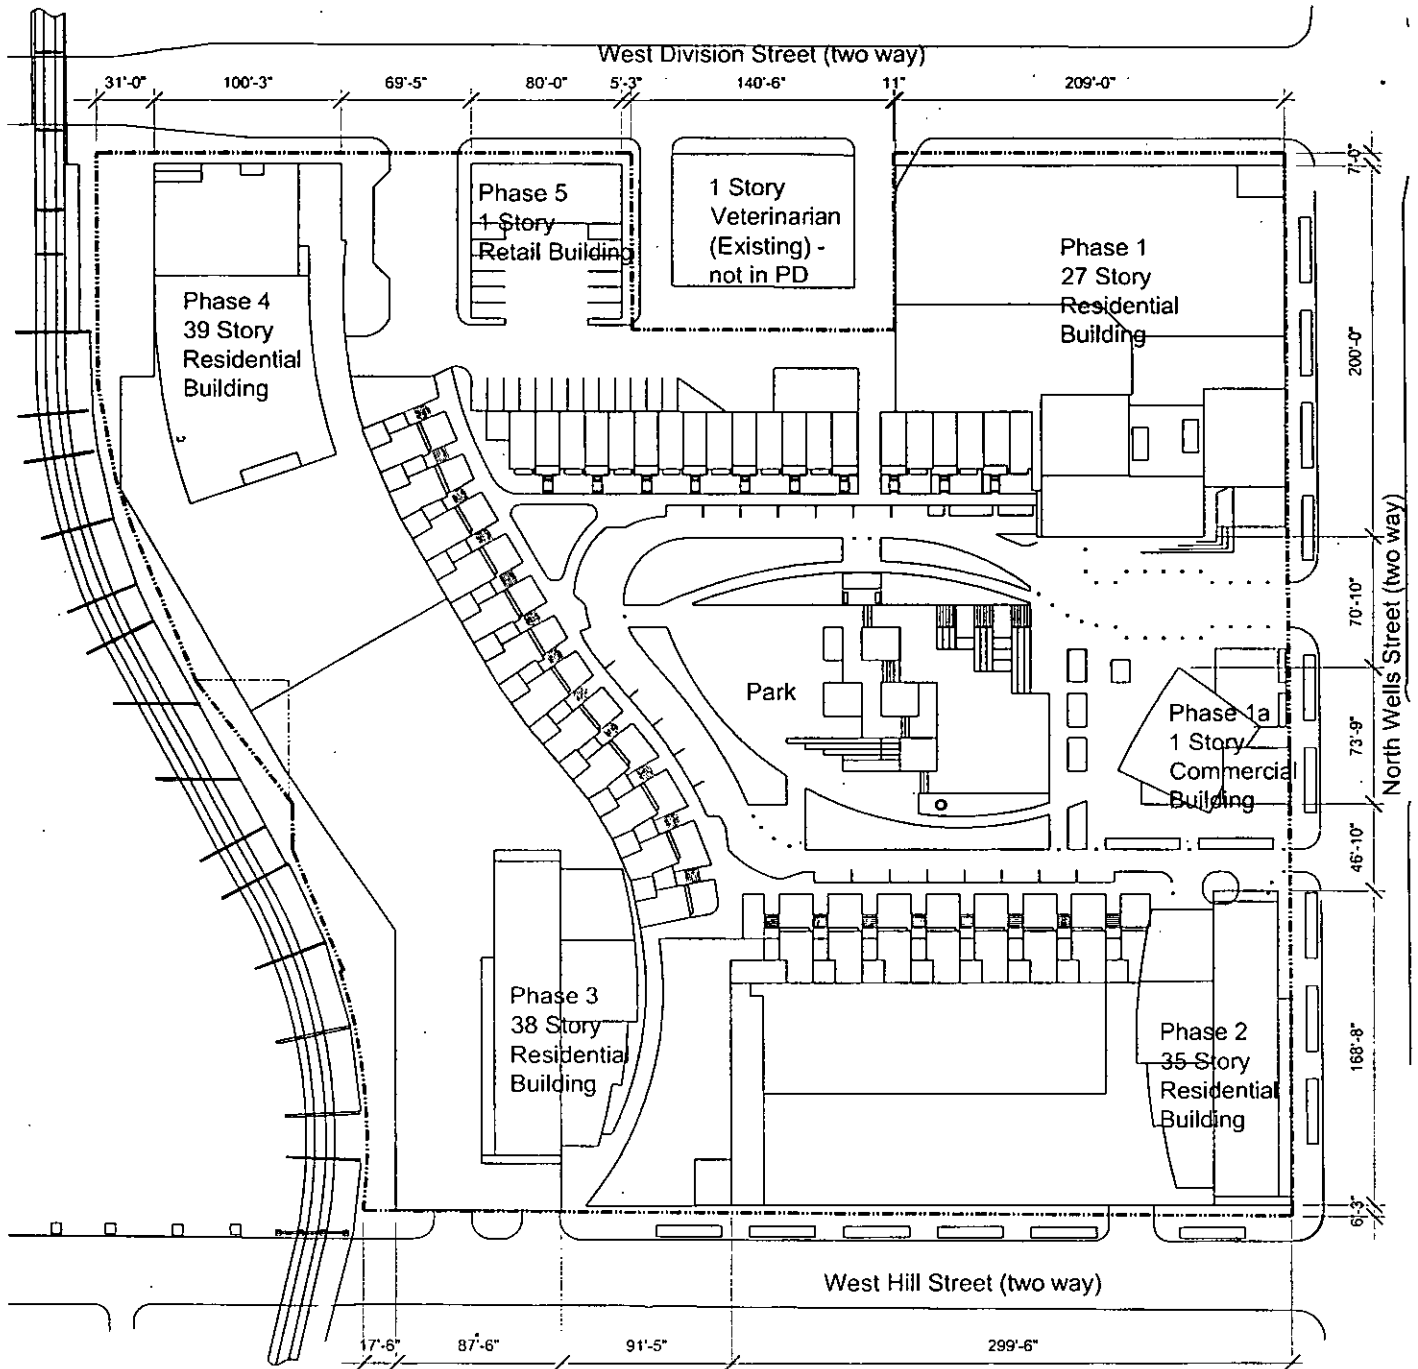 West Division Street (two way)
31'-0" 100'-3" 69'-5" 80'-0" 5'-3" 140'-6" 11" 209'-0"
7'-0"
Phase 5
1 Story
Retail Building
1 Story
Veterinarian
(Existing) -
not in PD
Phase 1
27 Story
Residential
Building
Phase 4
39 Story
Residential
Building
200'-0"
70'-10"
North Wells Street (two way)
Park
Phase 1a
1 Story
Commercial
Building
73'-9"
46'-10"
Phase 3
38 Story
Residential
Building
Phase 2
35 Story
Residential
Building
168'-8"
6'-3"
West Hill Street (two way)
17'-6" 87'-6" 91'-5" 299'-6"